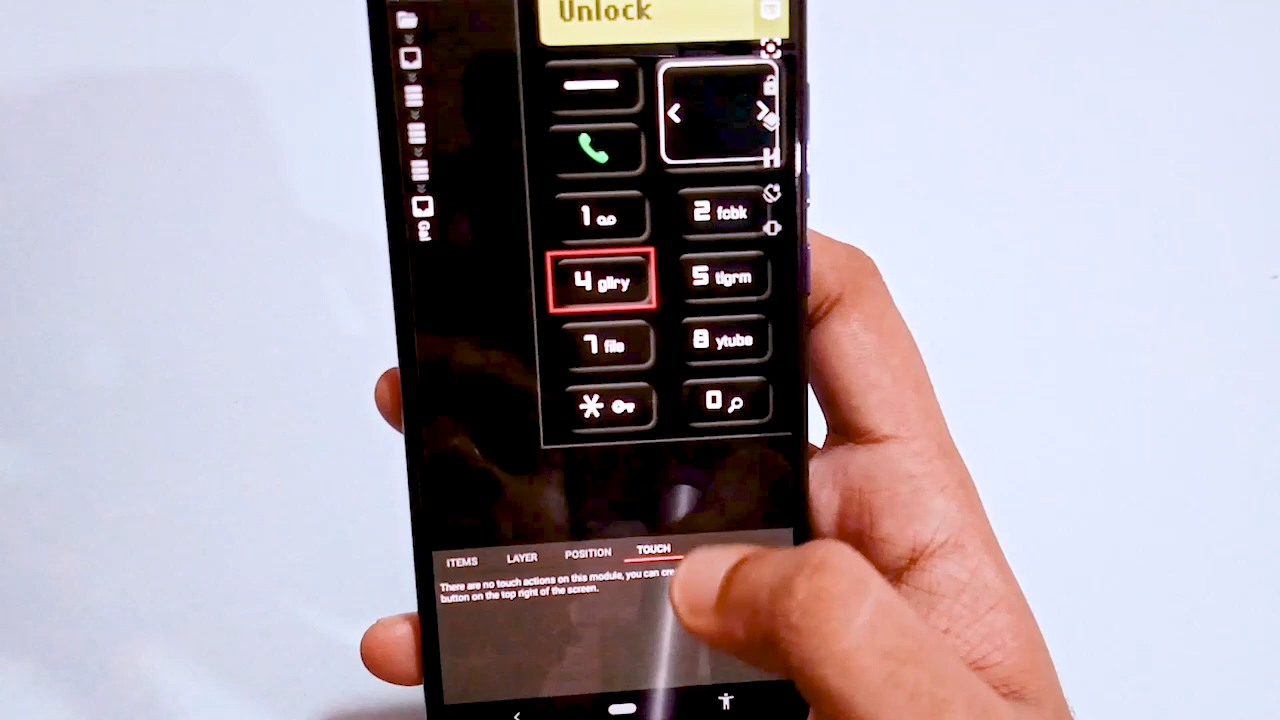 Unlock
H
1
2 fcbk
4 gllry
5 tlgrm
7 file
8 ytube
* 0
ITEMS LAYER POSITION TOUCH
There are no touch actions on this module, you can
button on the top right of the screen.